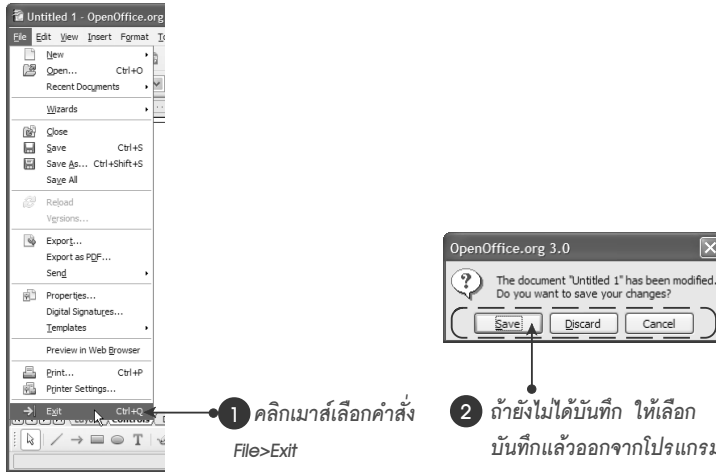 Untitled 1 - OpenOffice.org
File Edit View Insert Format
New
Open... Ctrl+O
Recent Documents
Wizards
Close
Save Ctrl+S
Save As... Ctrl+Shift+S
Save All
Reload
Versions...
Export...
Export as PDF...
Send
Properties...
Digital Signatures...
Templates
Preview in Web Browser
Print... Ctrl+P
Printer Settings...
Exit Ctrl+Q
Controls
T
1 คลิกเมาส์เลือกคำสั่ง
File>Exit
OpenOffice.org 3.0
The document "Untitled 1" has been modified.
Do you want to save your changes?
Save Discard Cancel
2 ถ้ายังไม่ได้บันทึก ให้เลือก
บันทึกแล้วออกจากโปรแกรม